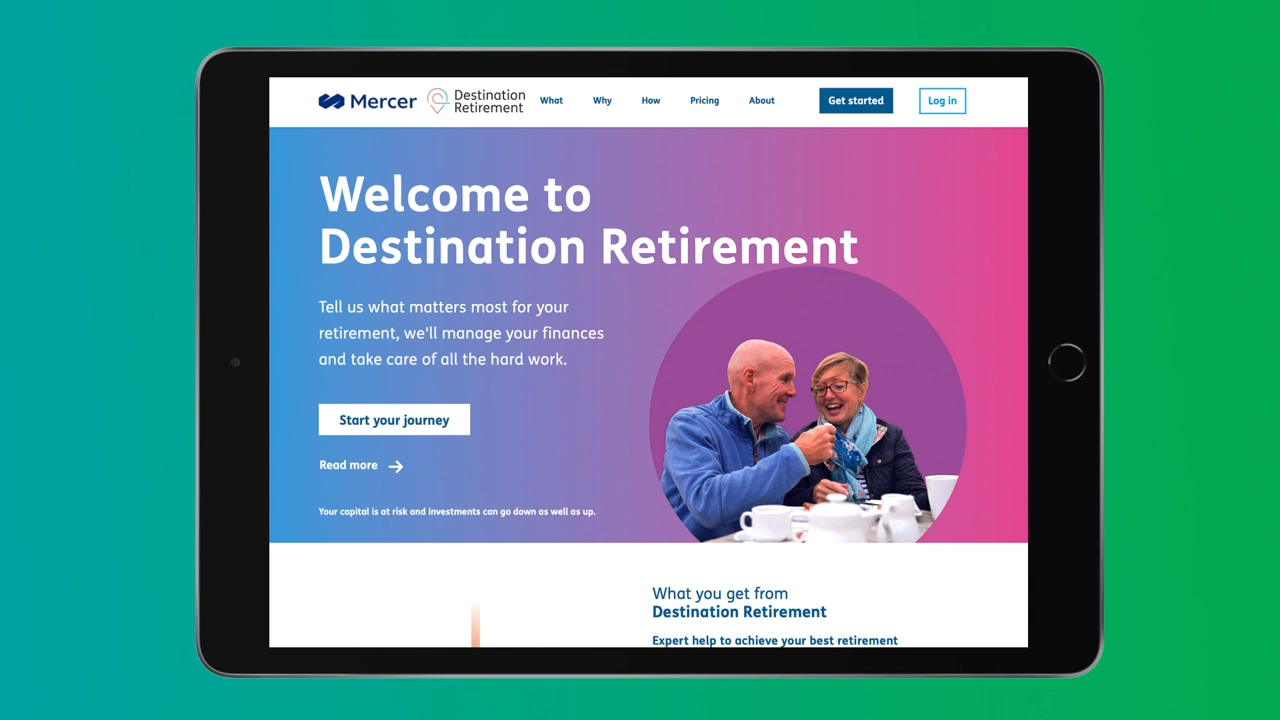 Mercer
Destination
Retirement
What
Why
How
Pricing
About
Get started
Log in
Welcome to
Destination Retirement
Tell us what matters most for your
retirement, we'll manage your finances
and take care of all the hard work.
Start your journey
Read more
Your capital is at risk and investments can go down as well as up.
What you get from
Destination Retirement
Expert help to achieve your best retirement